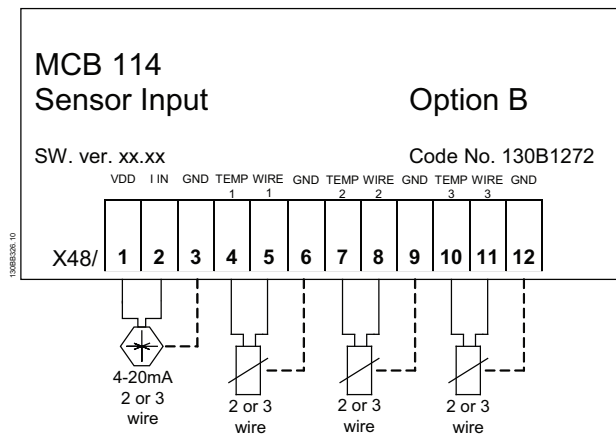 MCB 114
Sensor Input Option B
SW. ver. xx.xx Code No. 130B1272
VDD I IN GND TEMP 1 WIRE 1 GND TEMP 2 WIRE 2 GND TEMP 3 WIRE 3 GND
X48/ 1 2 3 4 5 6 7 8 9 10 11 12
130BB326.10
4-20mA
2 or 3
wire
2 or 3
wire
2 or 3
wire
2 or 3
wire